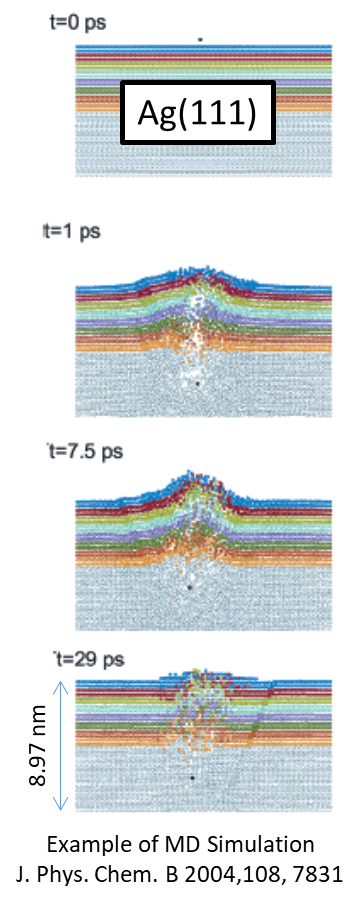 t=0 ps
Ag(111)
t=1 ps
t=7.5 ps
t=29 ps
8.97 nm
Example of MD Simulation
J. Phys. Chem. B 2004,108, 7831